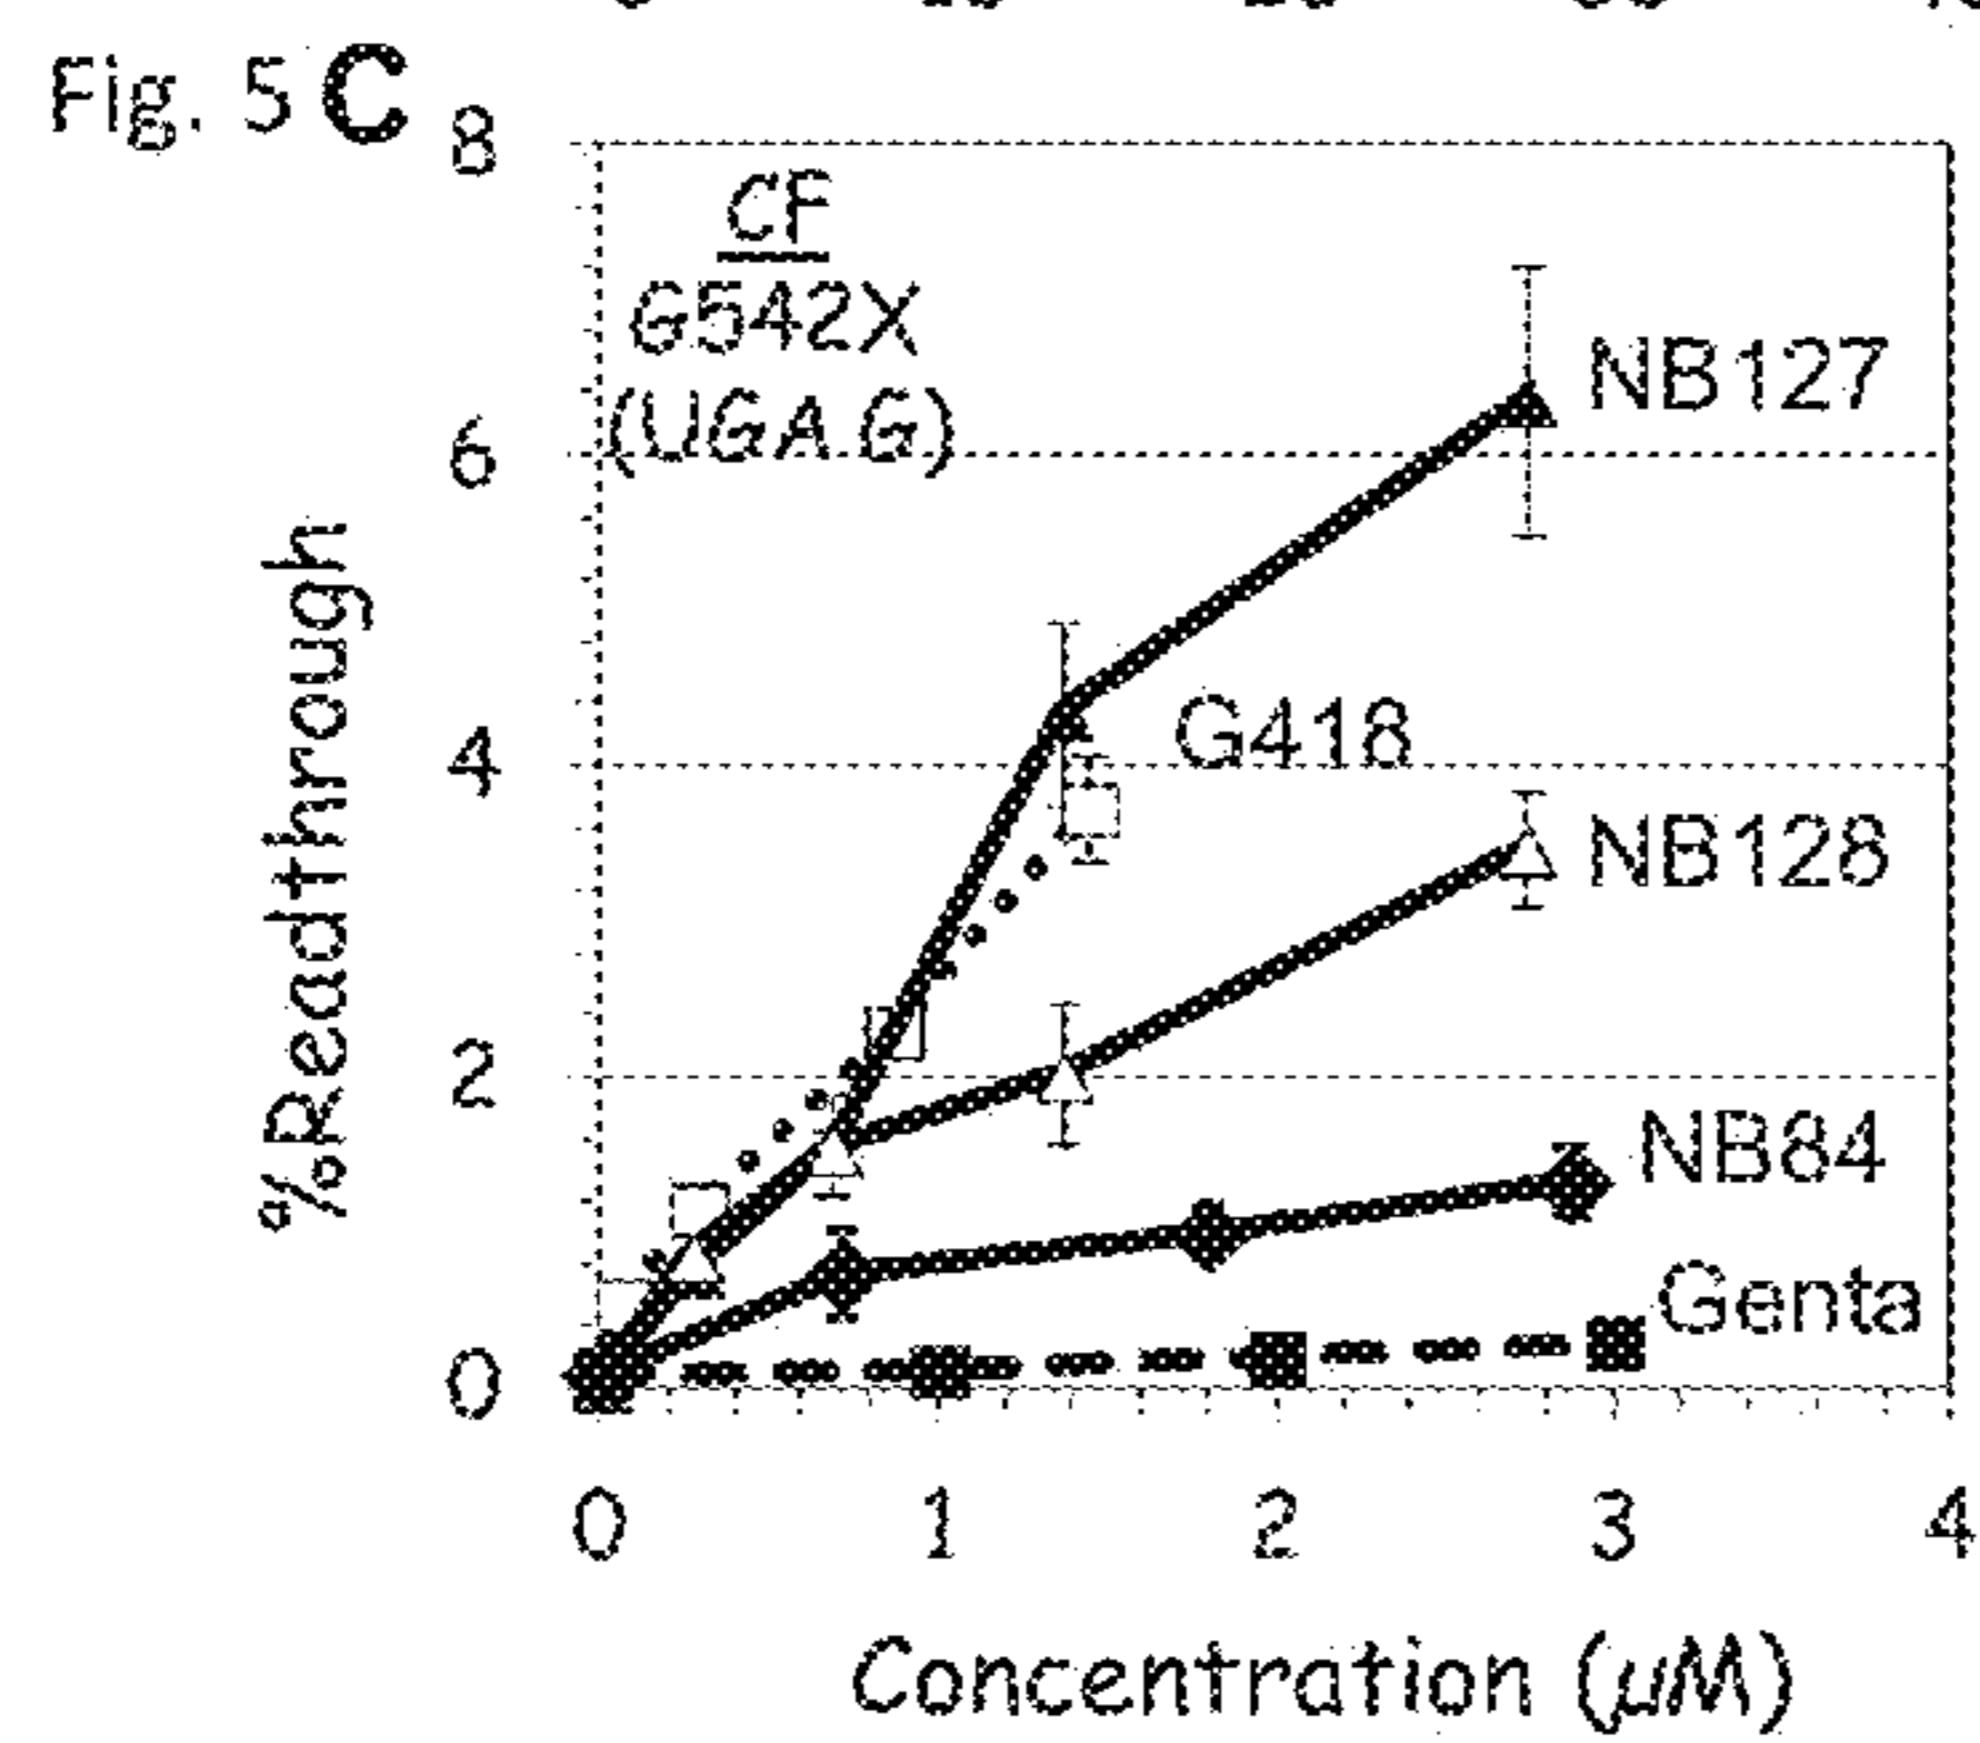 Fig. 5 C
8
CF
G542X
(UGA G)
NB127
6
G418
4
NB128
2
NB84
Genta
0
%Readthrough
0 1 2 3 4
Concentration (µM)